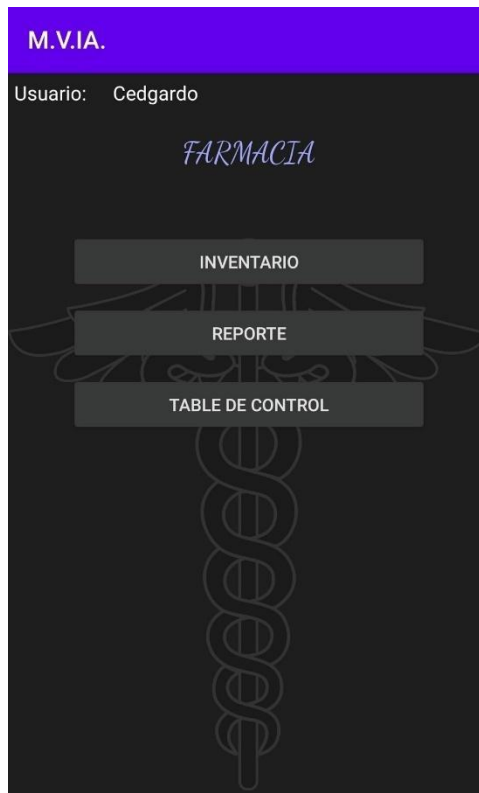 M.V.IA.
Usuario: Cedgardo
FARMACIA
INVENTARIO
REPORTE
TABLE DE CONTROL